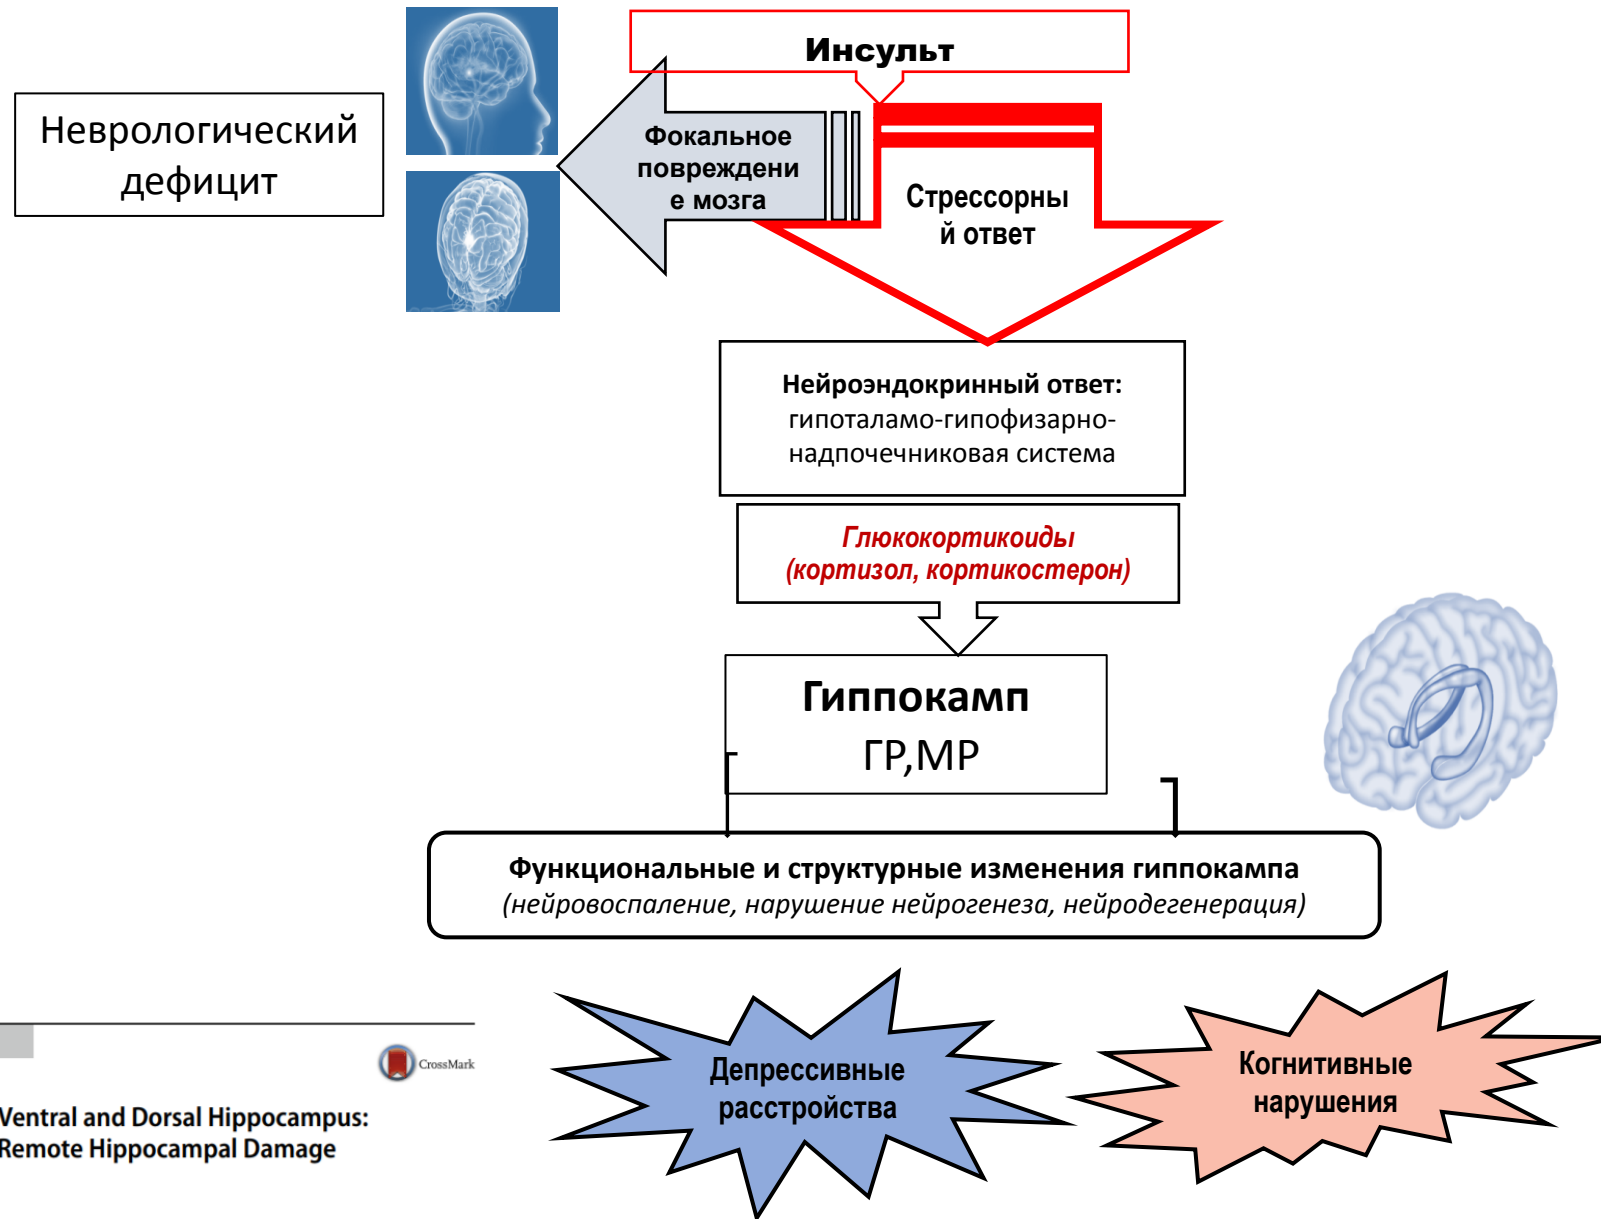 Инсульт
Неврологический
дефицит
Фокальное
повреждени
е мозга
Стрессорны
й ответ
Нейроэндокринный ответ:
гипоталамо-гипофизарно-
надпочечниковая система
Глюкокортикоиды
(кортизол, кортикостерон)
Гиппокамп
ГР,МР
Функциональные и структурные изменения гиппокампа
(нейровоспаление, нарушение нейрогенеза, нейродегенерация)
CrossMark
Ventral and Dorsal Hippocampus:
Remote Hippocampal Damage
Депрессивные
расстройства
Когнитивные
нарушения